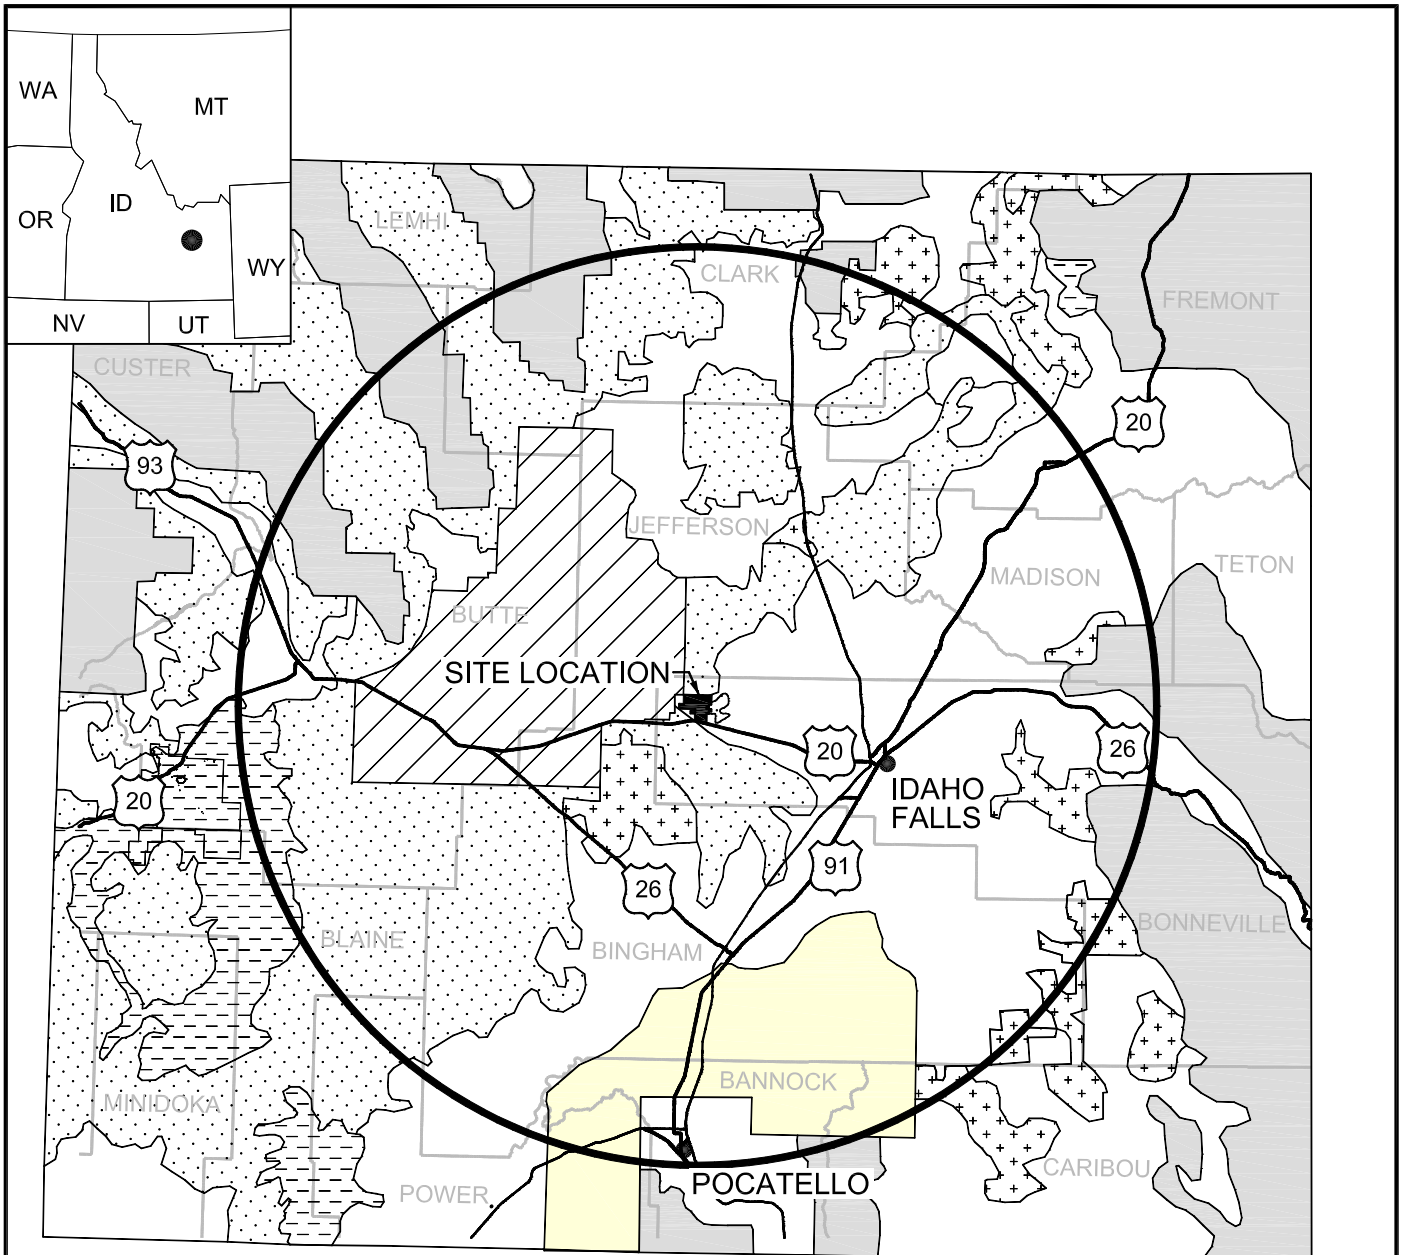 WA
MT
OR
ID
WY
NV
UT
LEMHI
CLARK
FREMONT
CUSTER
20
93
JEFFERSON
TETON
MADISON
BUTTE
SITE LOCATION
20
26
IDAHO
FALLS
20
91
26
BONNEVILLE
BLAINE
BINGHAM
BANNOCK
MINIDOKA
CARIBOU
POCATELLO
POWER